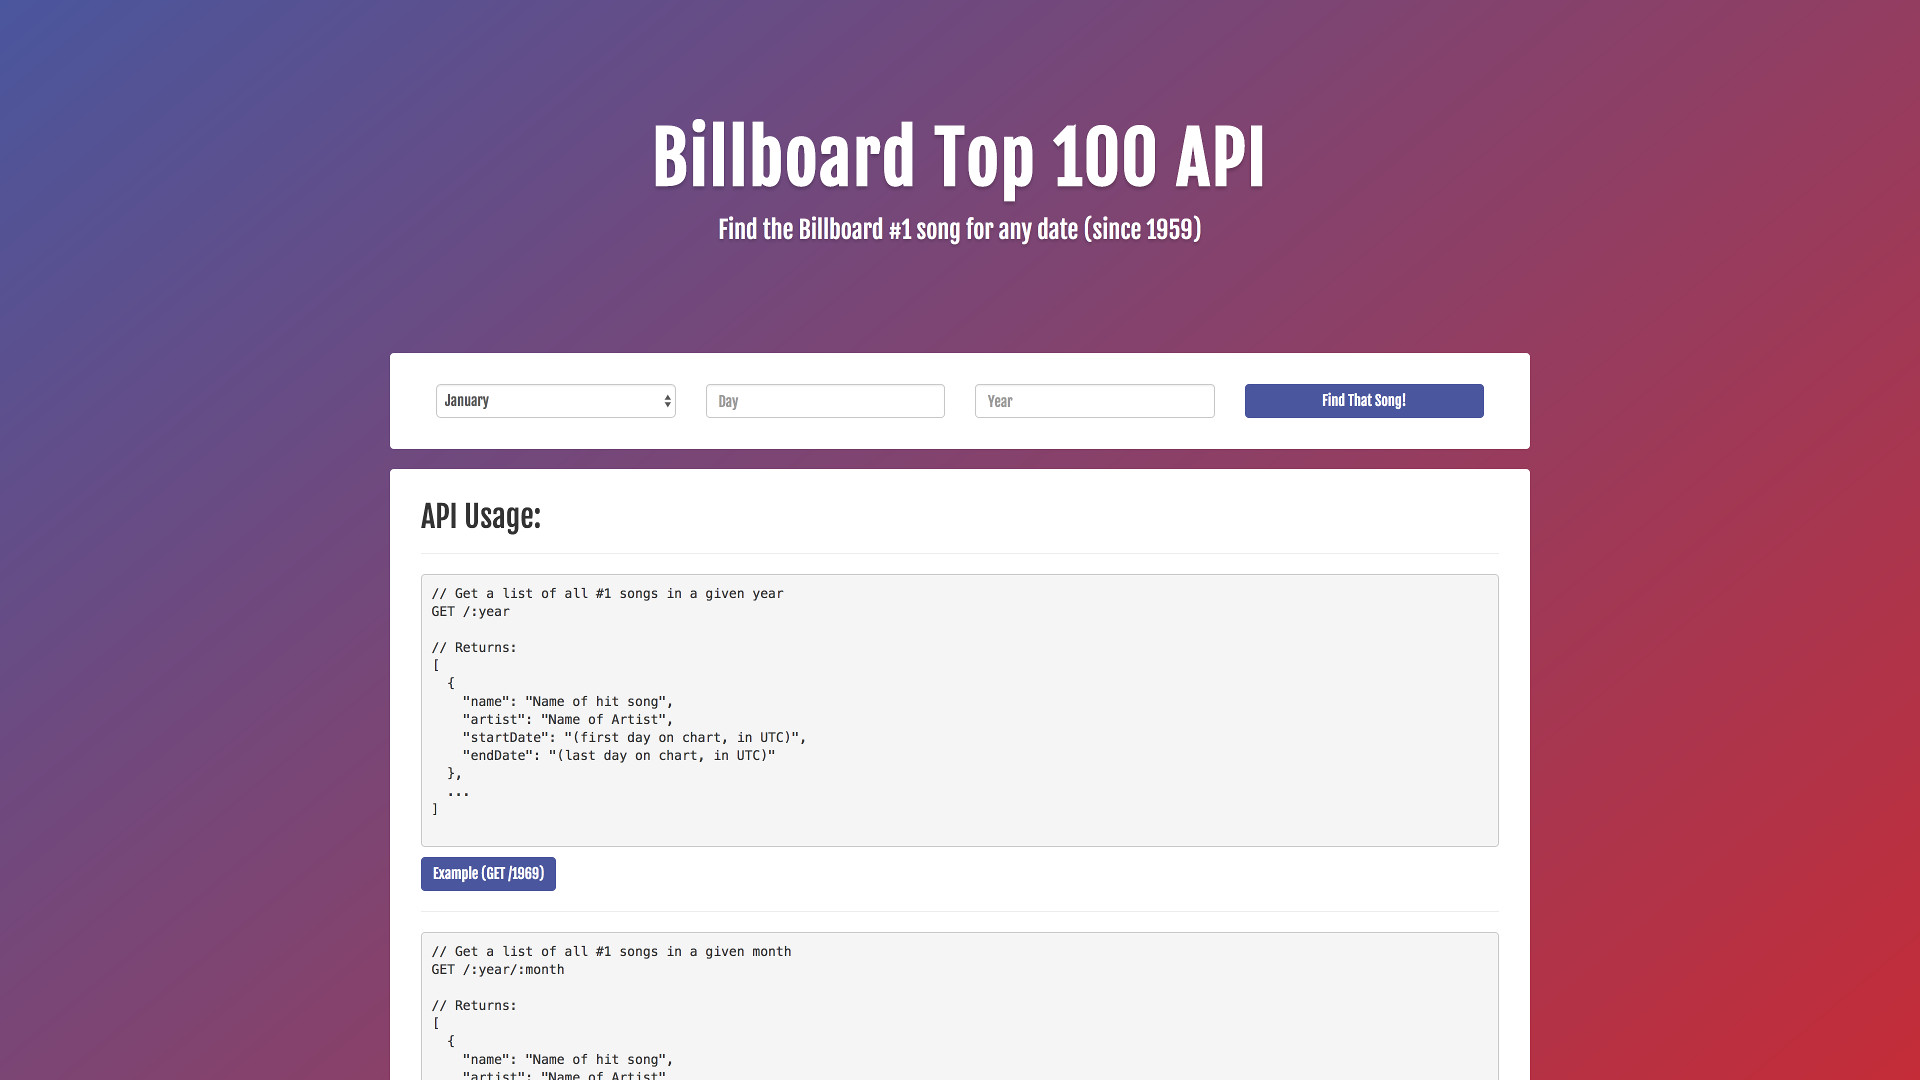 Billboard Top 100 API
Find the Billboard #1 song for any date (since 1959)
January
Day
Year
Find That Song!
API Usage:
// Get a list of all #1 songs in a given year
GET /:year
// Returns:
[
{
"name": "Name of hit song",
"artist": "Name of Artist",
"startDate": "(first day on chart, in UTC)",
"endDate": "(last day on chart, in UTC)"
},
...
]
Example (GET /1969)
// Get a list of all #1 songs in a given month
GET /:year/:month
// Returns:
[
{
"name": "Name of hit song",
"artist": "Name of Artist"